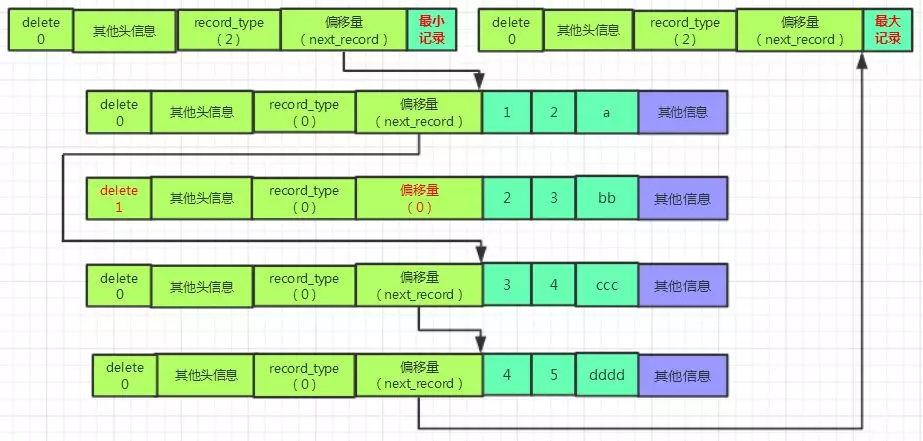 delete
0
其他头信息
record_type
(2)
偏移量
(next_record)
最小
记录
delete
0
其他头信息
record_type
(2)
偏移量
(next_record)
最大
记录
delete
0
其他头信息
record_type
(0)
偏移量
(next_record)
1
2
a
其他信息
delete
1
其他头信息
record_type
(0)
偏移量
(0)
2
3
bb
其他信息
delete
0
其他头信息
record_type
(0)
偏移量
(next_record)
3
4
ccc
其他信息
delete
0
其他头信息
record_type
(0)
偏移量
(next_record)
4
5
dddd
其他信息